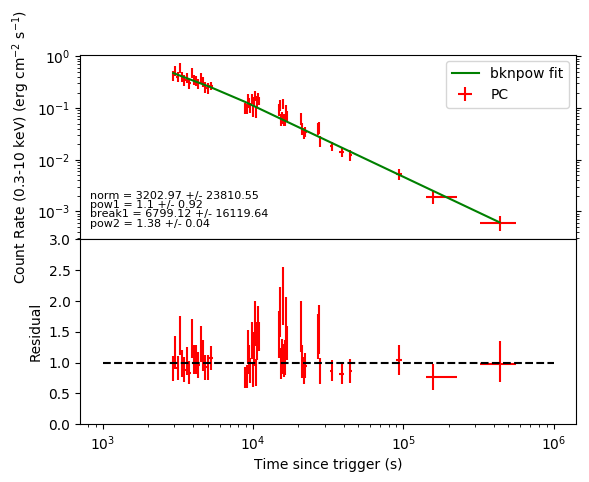 Count Rate (0.3-10 keV) (erg cm⁻² s⁻¹)
10⁰
10⁻¹
10⁻²
10⁻³
bknpow fit
PC
norm = 3202.97 +/- 23810.55
pow1 = 1.1 +/- 0.92
break1 = 6799.12 +/- 16119.64
pow2 = 1.38 +/- 0.04
Residual
3.0
2.5
2.0
1.5
1.0
0.5
0.0
10³ 10⁴ 10⁵ 10⁶
Time since trigger (s)